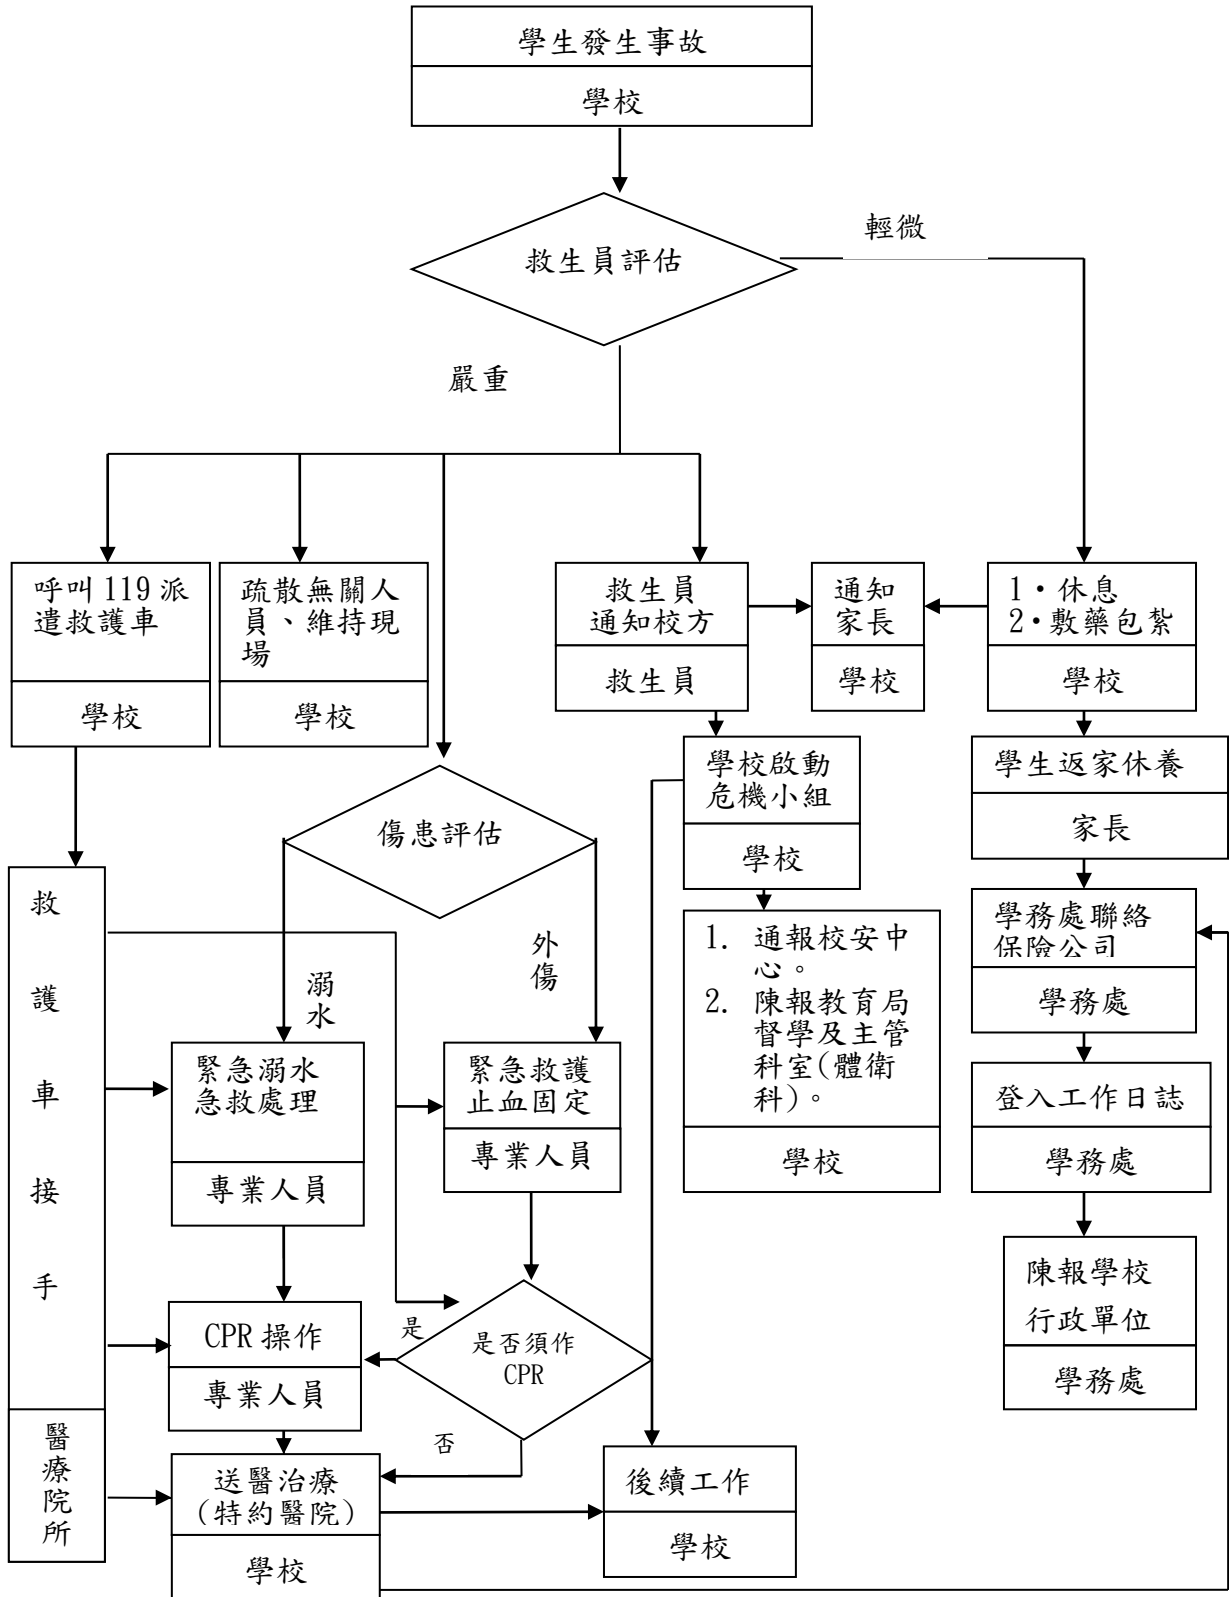 學生發生事故
學校
救生員評估
輕微
嚴重
呼叫119派
遣救護車
學校
疏散無關人
員、維持現
場
學校
救生員
通知校方
救生員
通知
家長
學校
1‧休息
2‧敷藥包紮
學校
學校啟動
危機小組
學校
學生返家休養
家長
傷患評估
溺水
外傷
救護車接手
醫療院所
緊急溺水
急救處理
專業人員
緊急救護
止血固定
專業人員
1. 通報校安中
心。
2. 陳報教育局
督學及主管
科室(體衛
科)。
學校
學務處聯絡
保險公司
學務處
登入工作日誌
學務處
陳報學校
行政單位
學務處
CPR操作
專業人員
是
是否須作
CPR
否
送醫治療
(特約醫院)
學校
後續工作
學校